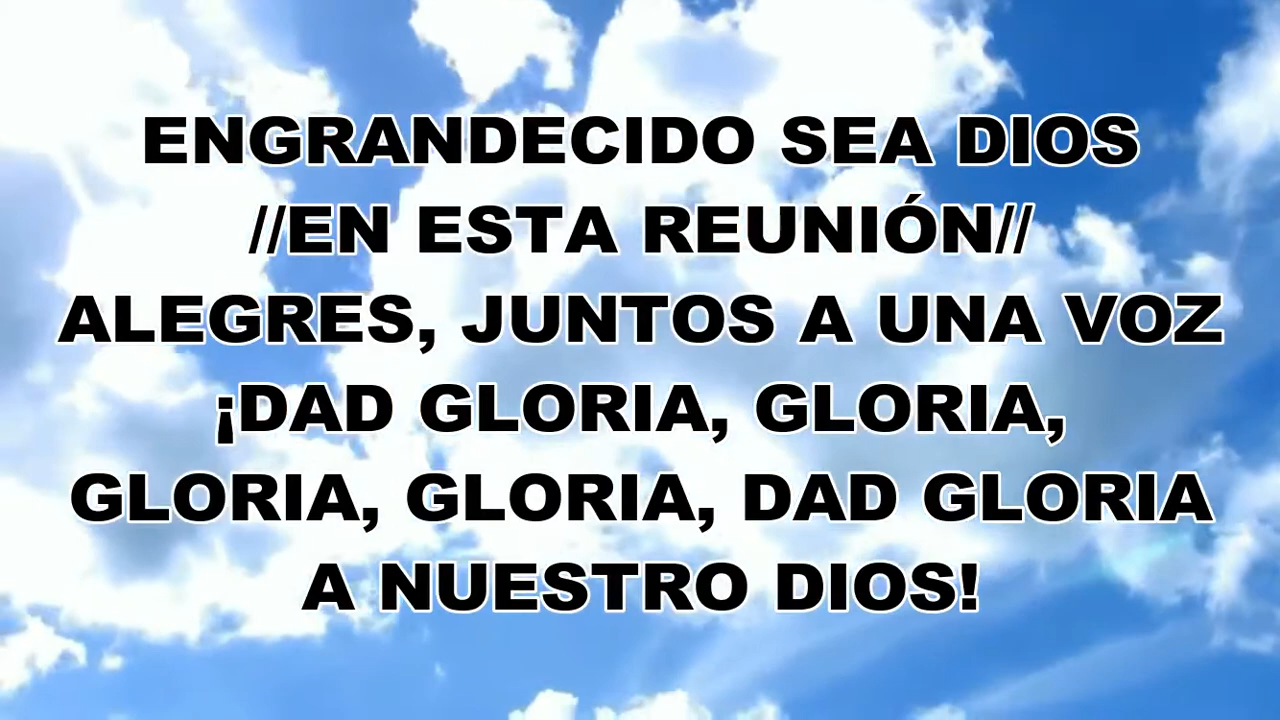 ENGRANDECIDO SEA DIOS
//EN ESTA REUNIÓN//
ALEGRES, JUNTOS A UNA VOZ
¡DAD GLORIA, GLORIA,
GLORIA, GLORIA, DAD GLORIA
A NUESTRO DIOS!